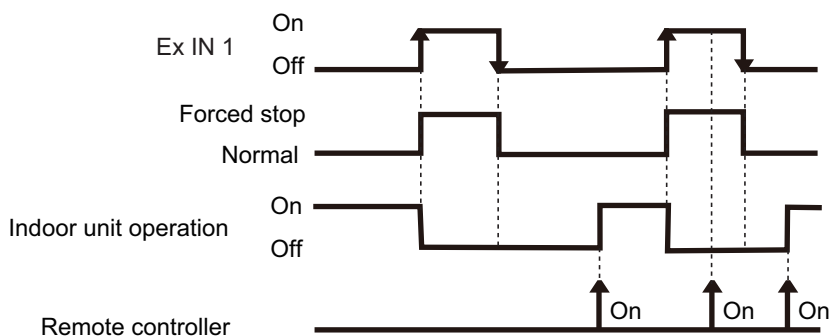 On
Ex IN 1
Off
Forced stop
Normal
On
Indoor unit operation
Off
On
On
On
Remote controller